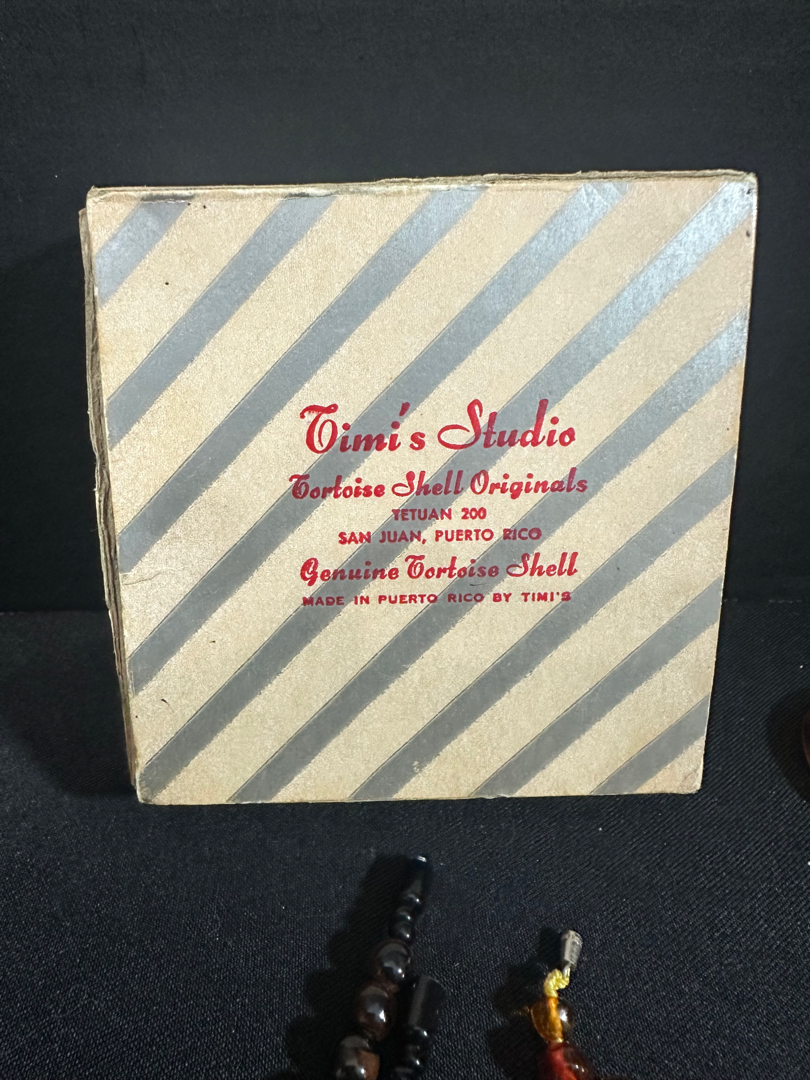 Timi's Studio
Tortoise Shell Originals
TETUAN 200
SAN JUAN, PUERTO RICO
Genuine Tortoise Shell
MADE IN PUERTO RICO BY TIMI'S